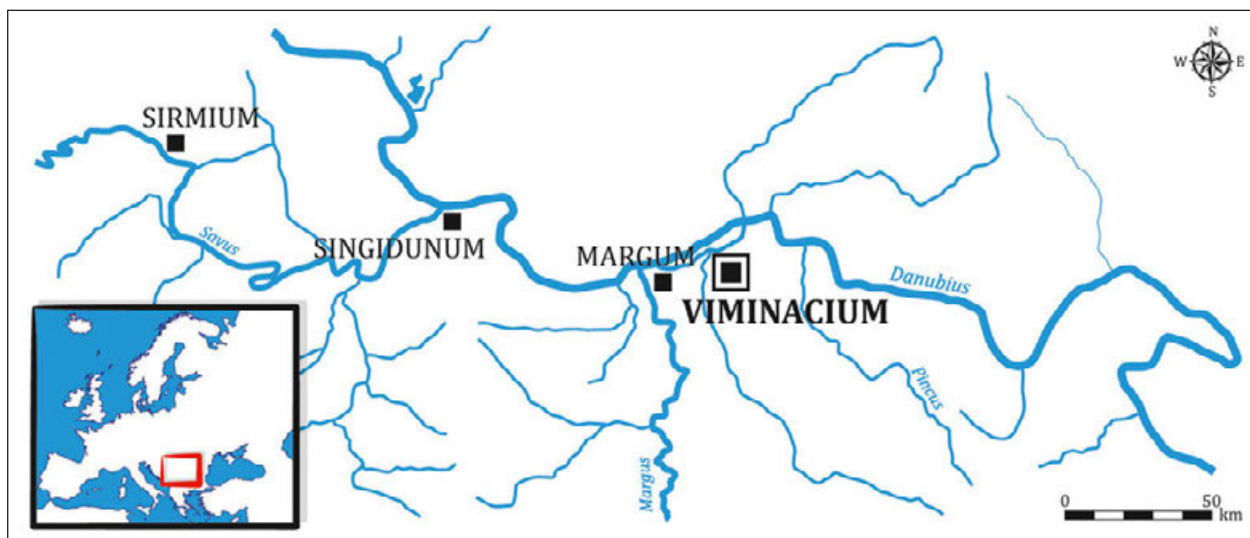 N
W E
S
SIRMIUM
Savus
SINGIDUNUM
MARGUM
VIMINACIUM
Danubius
Pincus
Margus
0 50
km